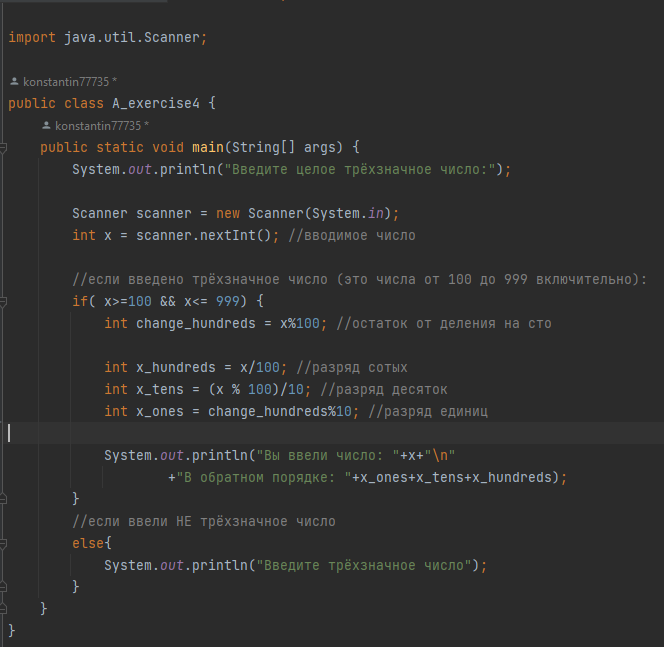 import java.util.Scanner;
konstantin77735 *
public class A_exercise4 {
konstantin77735 *
public static void main(String[] args) {
System.out.println("Введите целое трёхзначное число:");
Scanner scanner = new Scanner(System.in);
int x = scanner.nextInt(); //вводимое число
//если введено трёхзначное число (это числа от 100 до 999 включительно):
if( x>=100 && x<= 999) {
int change_hundreds = x%100; //остаток от деления на сто
int x_hundreds = x/100; //разряд сотых
int x_tens = (x % 100)/10; //разряд десяток
int x_ones = change_hundreds%10; //разряд единиц
System.out.println("Вы ввели число: "+x+"\n"
+"В обратном порядке: "+x_ones+x_tens+x_hundreds);
}
//если ввели НЕ трёхзначное число
else{
System.out.println("Введите трёхзначное число");
}
}
}